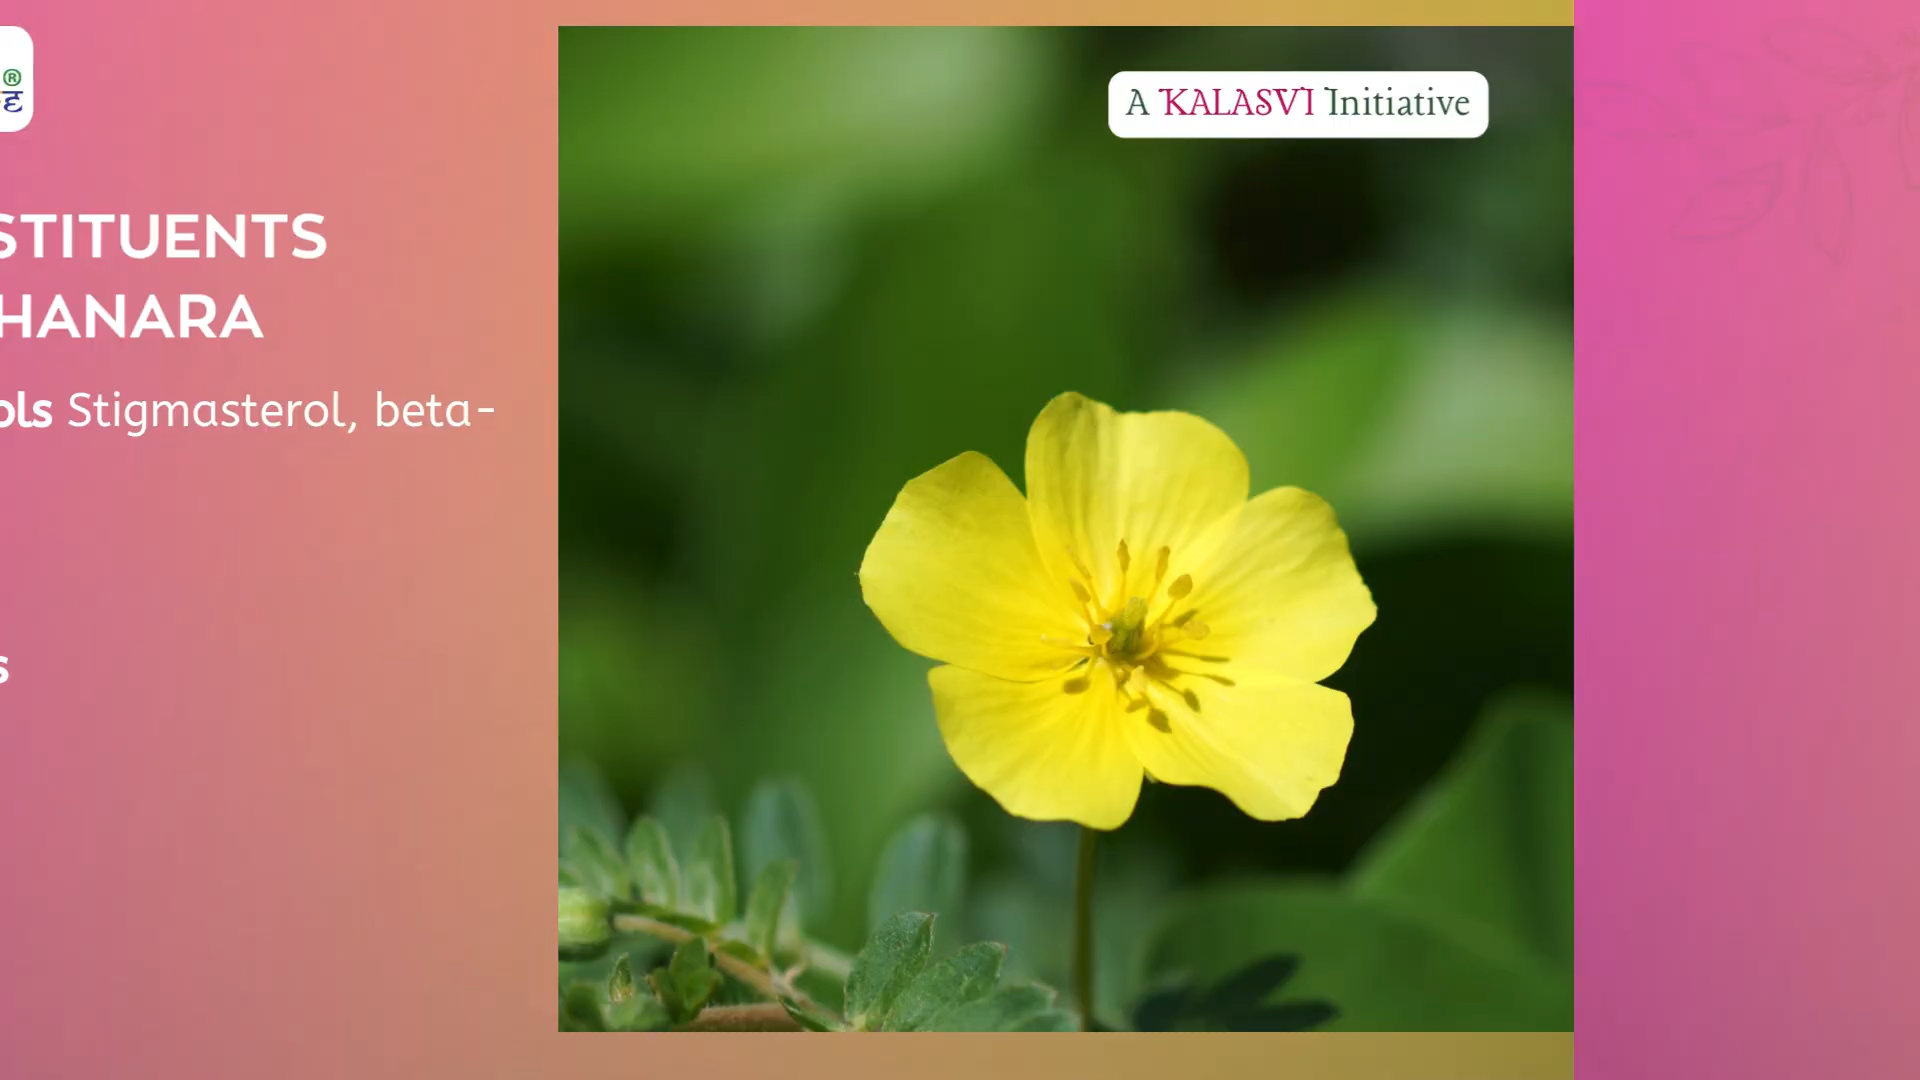 ®
A KALASVI Initiative
STITUENTS
HANARA
ols Stigmasterol, beta-
s